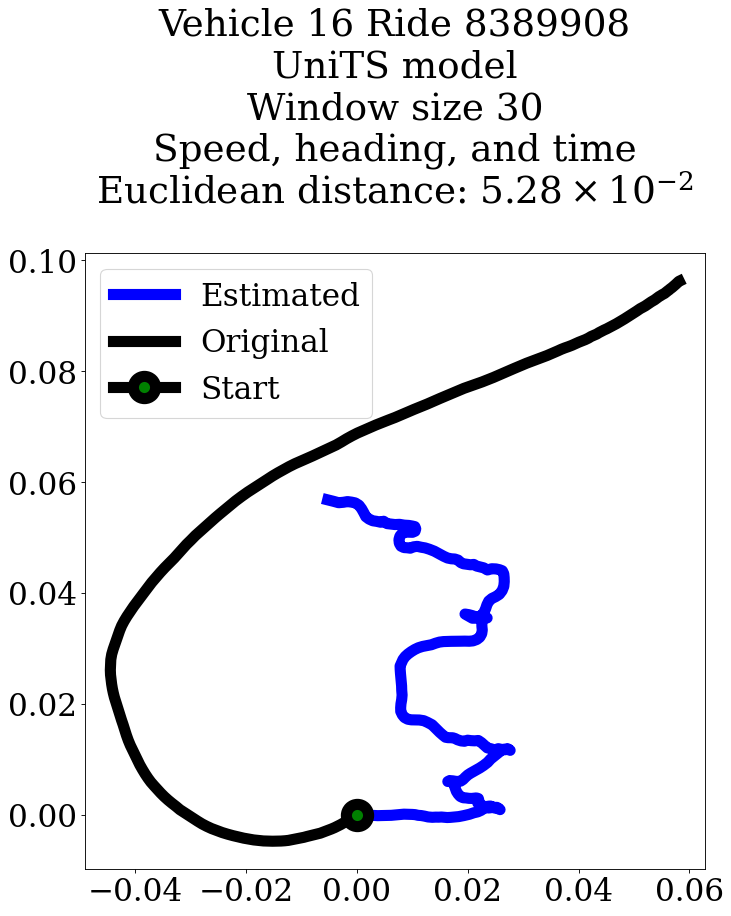 Vehicle 16 Ride 8389908
UniTS model
Window size 30
Speed, heading, and time
Euclidean distance: 5.28 × 10⁻²
Estimated
Original
Start
0.10
0.08
0.06
0.04
0.02
0.00
−0.04 −0.02 0.00 0.02 0.04 0.06